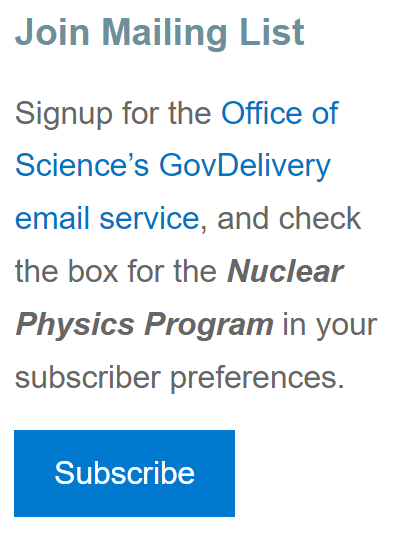 Join Mailing List
Signup for the Office of
Science’s GovDelivery
email service, and check
the box for the Nuclear
Physics Program in your
subscriber preferences.
Subscribe